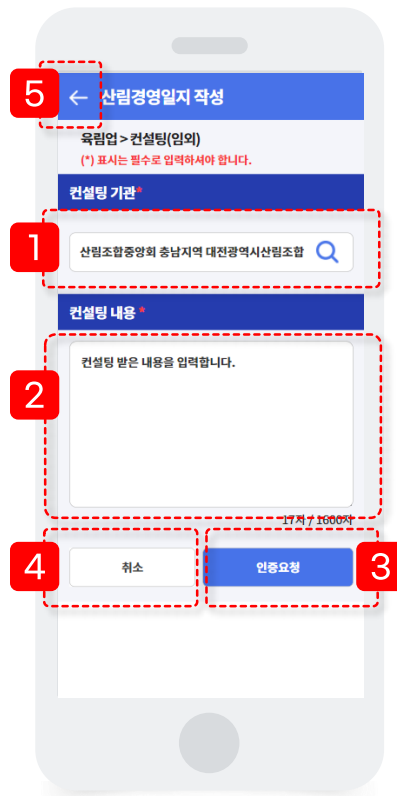 5
← 산림경영일지 작성
육림업 > 컨설팅(임외)
(*) 표시는 필수로 입력하셔야 합니다.
컨설팅 기관*
1
산림조합중앙회 충남지역 대전광역시산림조합
컨설팅 내용 *
2
컨설팅 받은 내용을 입력합니다.
17자 / 1600자
4
취소
인증요청
3